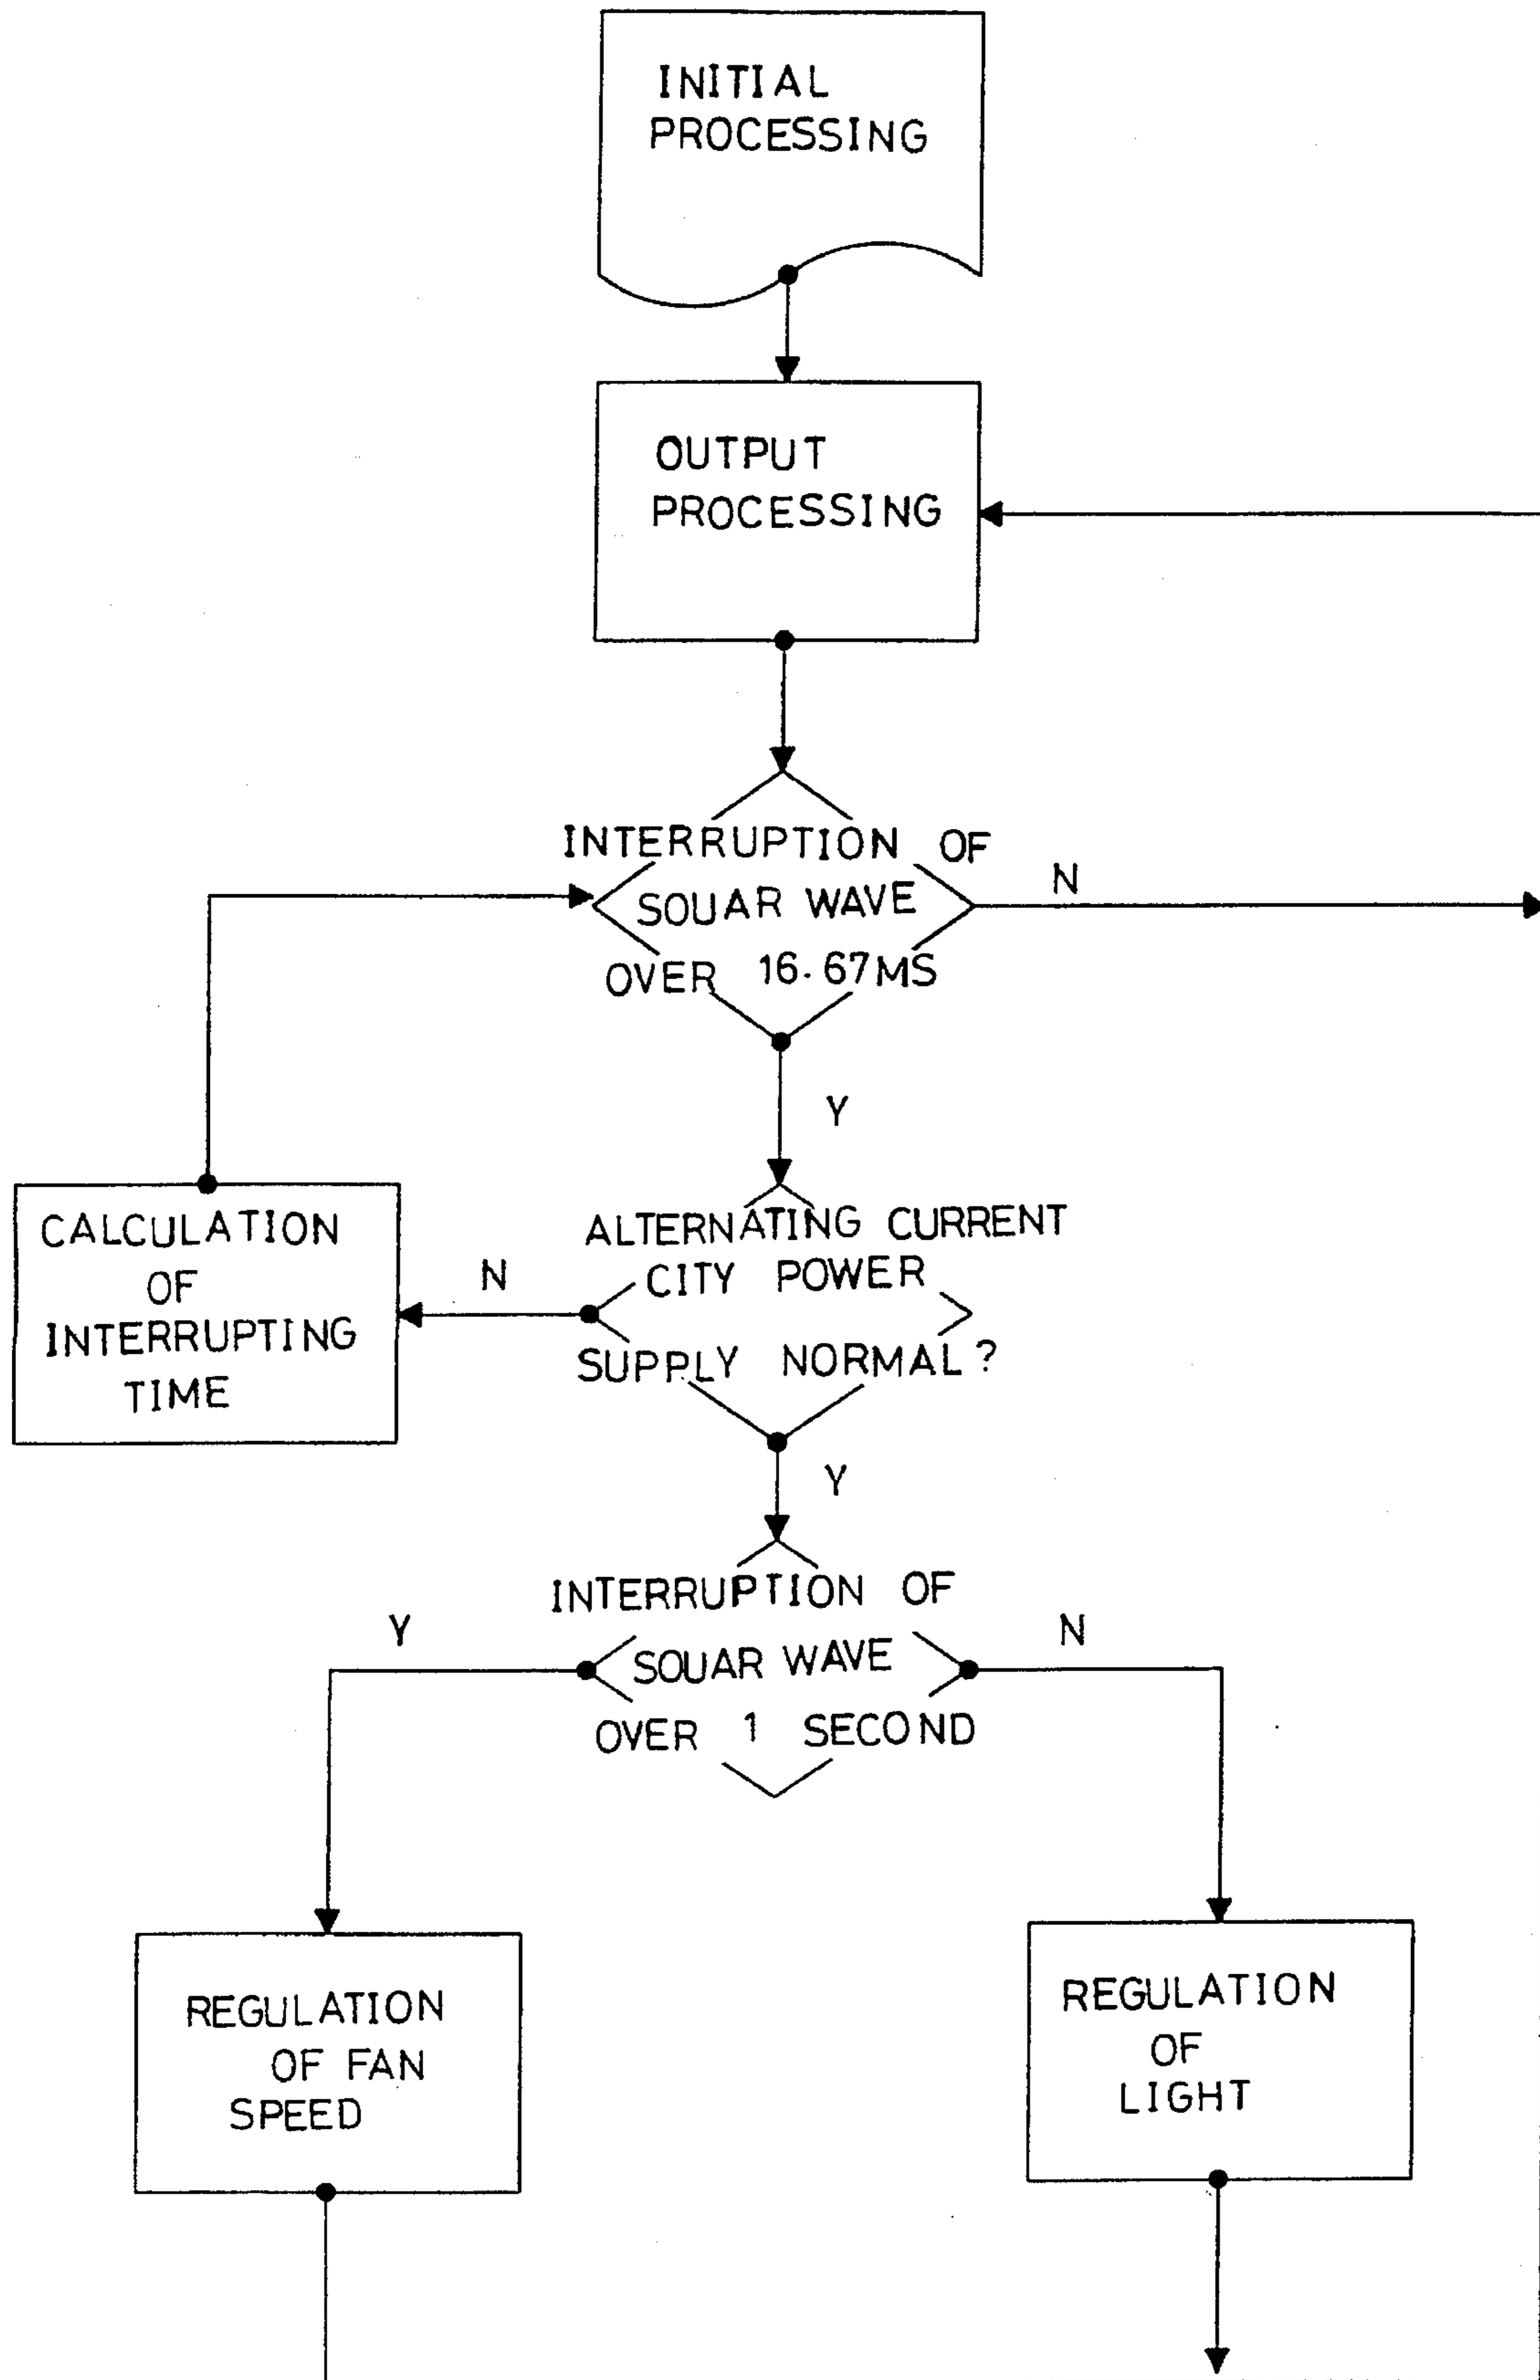 INITIAL
PROCESSING
OUTPUT
PROCESSING
INTERRUPTION OF
SOUAR WAVE
OVER 16.67MS
N
Y
CALCULATION
OF
INTERRUPTING
TIME
N
ALTERNATING CURRENT
CITY POWER
SUPPLY NORMAL?
Y
INTERRUPTION OF
SOUAR WAVE
OVER 1 SECOND
Y
N
REGULATION
OF FAN
SPEED
REGULATION
OF
LIGHT